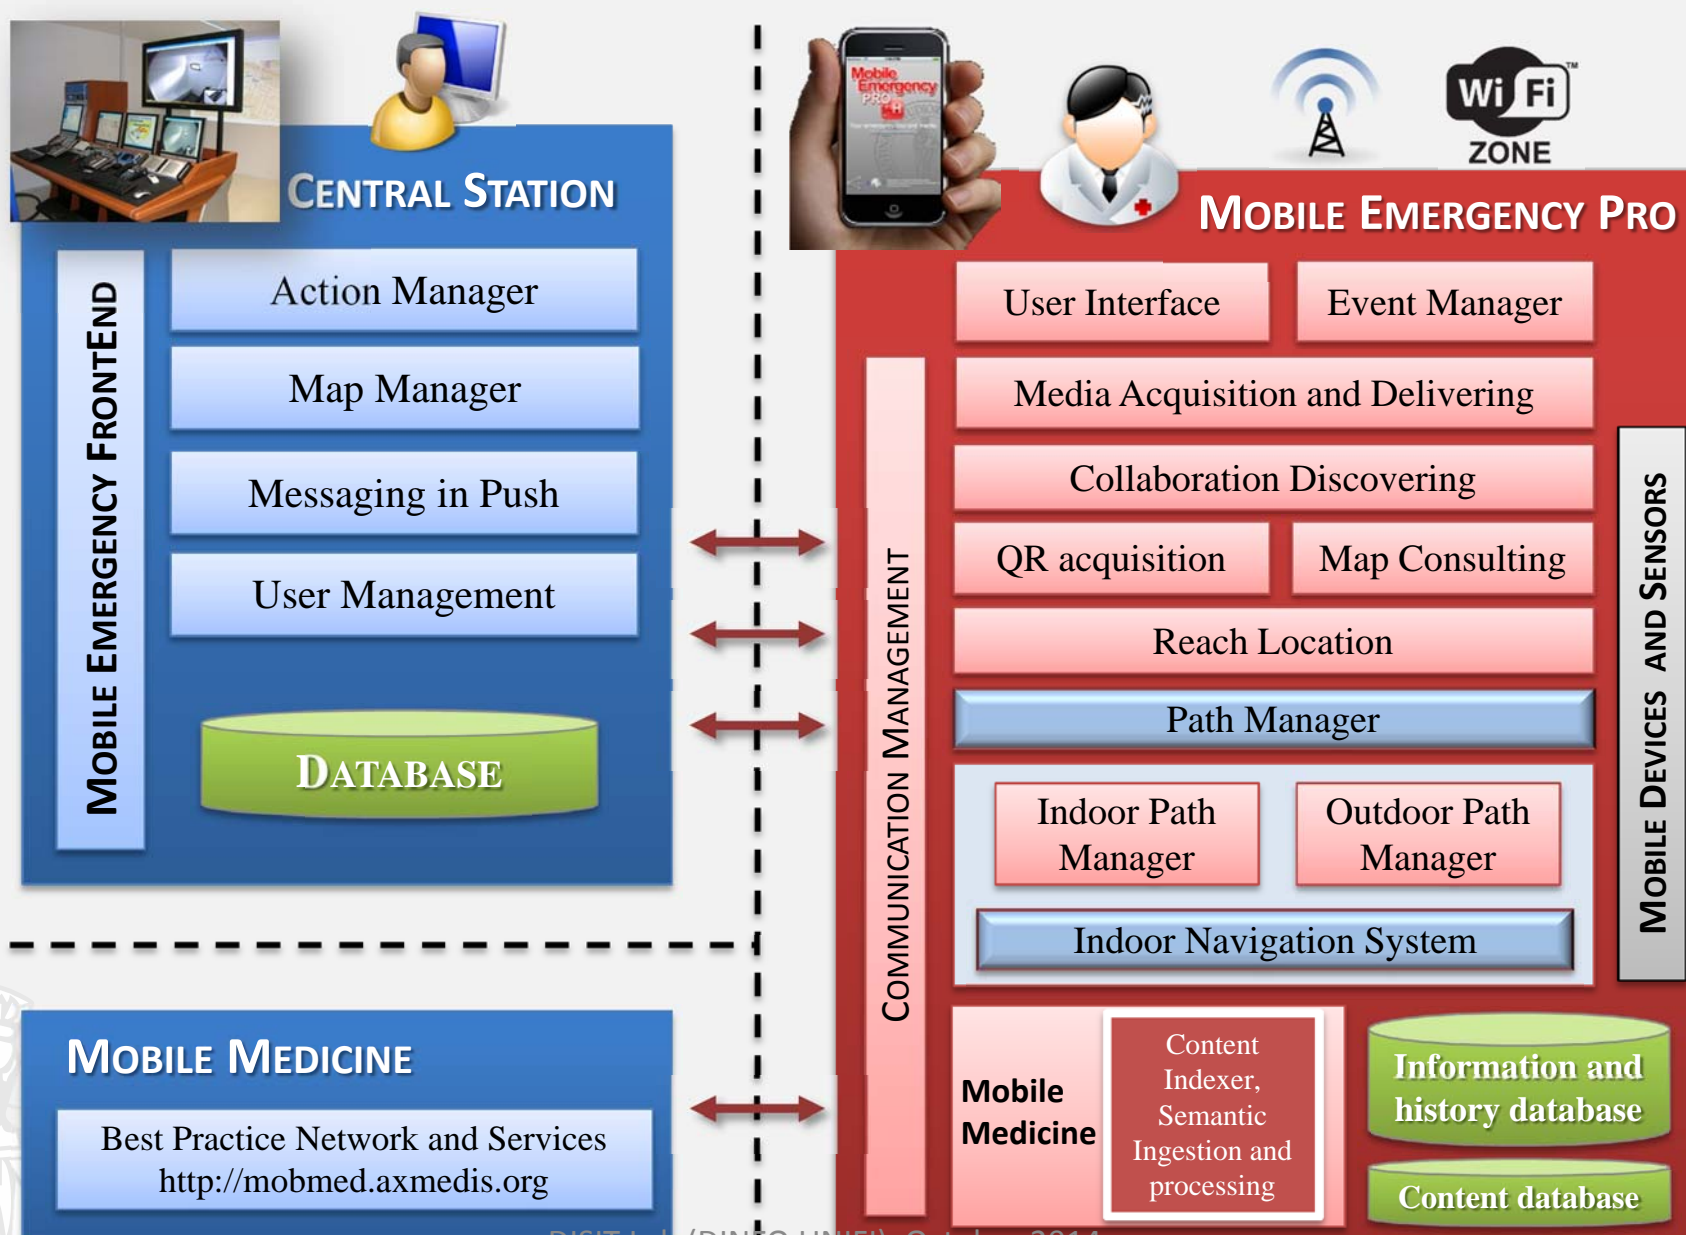 CENTRAL STATION
MOBILE EMERGENCY FRONTEND
Action Manager
Map Manager
Messaging in Push
User Management
DATABASE
MOBILE MEDICINE
Best Practice Network and Services
http://mobmed.axmedis.org
Mobile
Emergency
PRO
H
Wi Fi
TM
ZONE
MOBILE EMERGENCY PRO
User Interface
Event Manager
Media Acquisition and Delivering
Collaboration Discovering
QR acquisition
Map Consulting
Reach Location
Path Manager
Indoor Path
Manager
Outdoor Path
Manager
Indoor Navigation System
COMMUNICATION MANAGEMENT
MOBILE DEVICES AND SENSORS
Mobile
Medicine
Content
Indexer,
Semantic
Ingestion and
processing
Information and
history database
Content database
2014